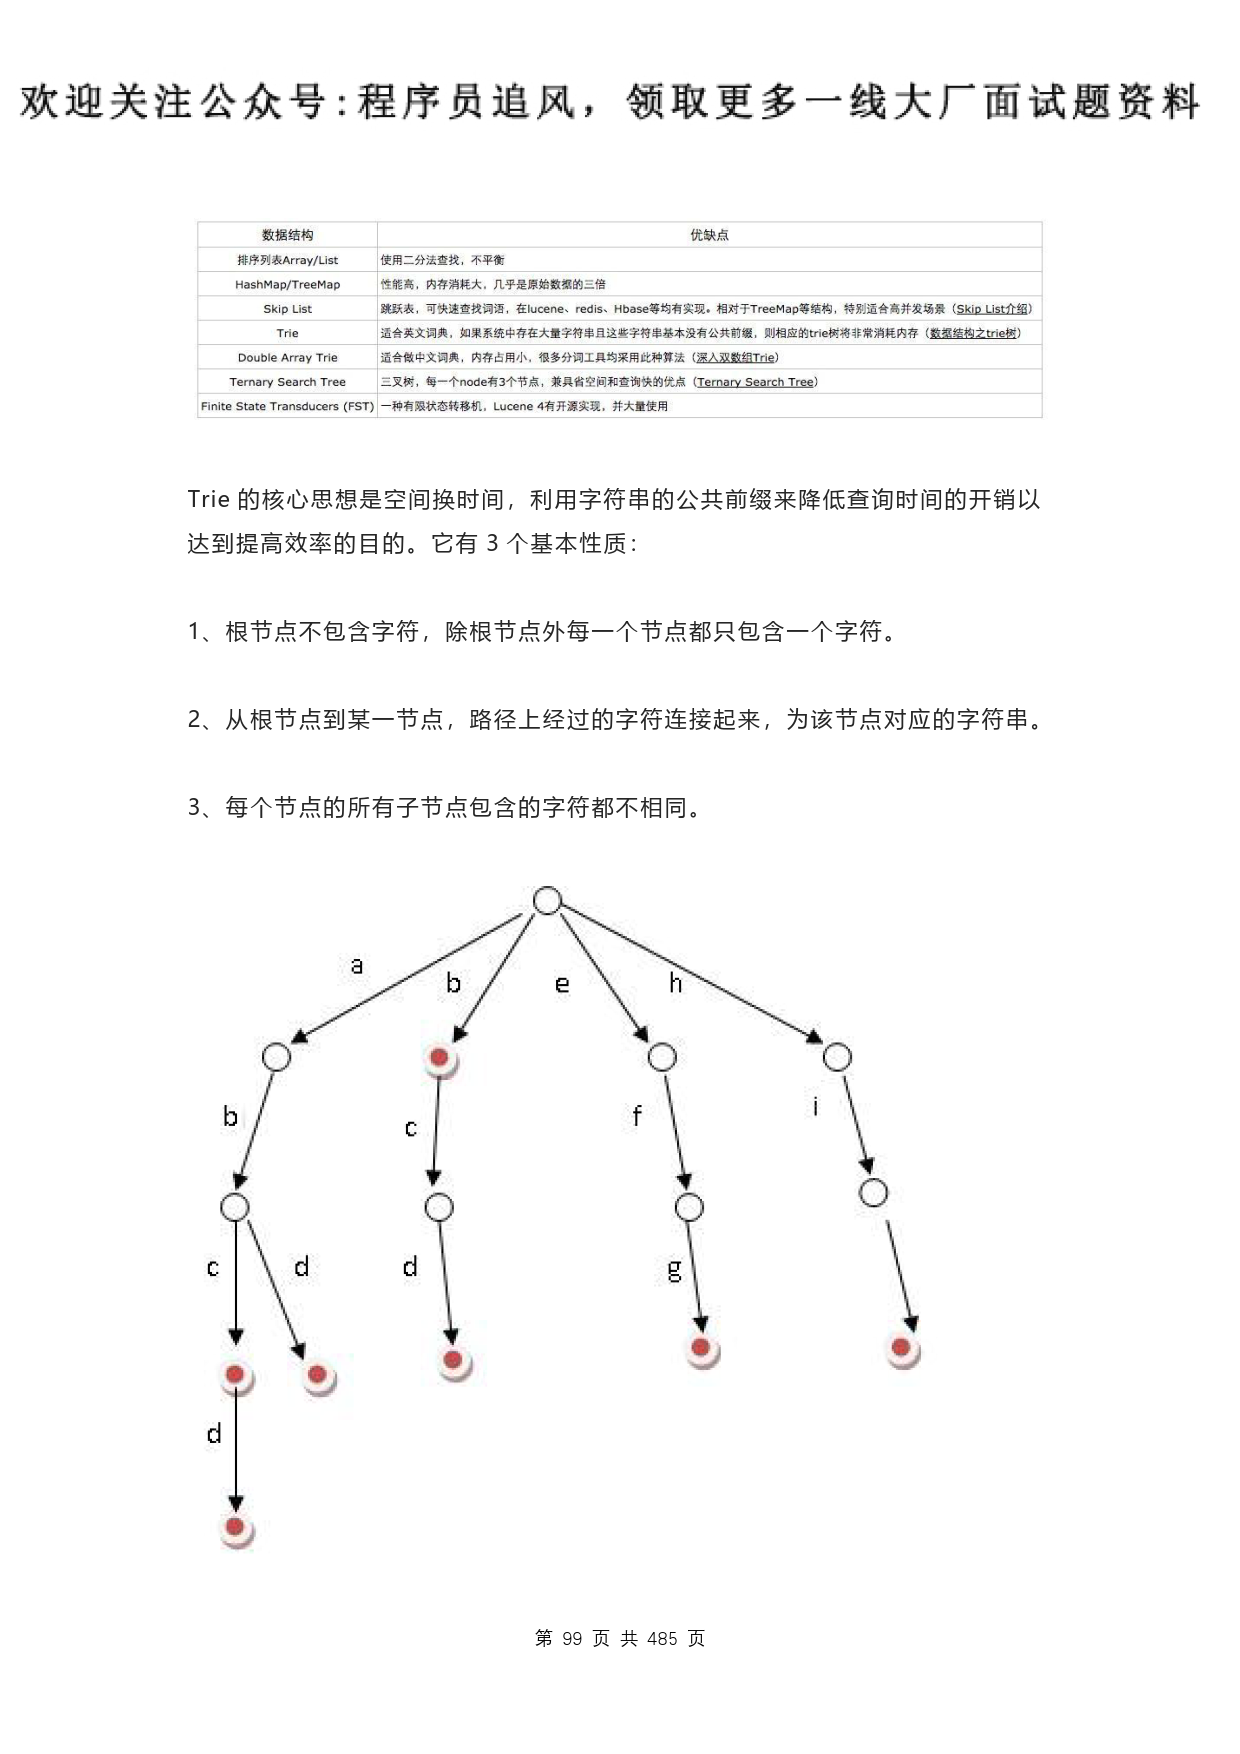 欢迎关注公众号:程序员追风，领取更多一线大厂面试题资料
数据结构 优缺点
排序列表Array/List 使用二分法查找，不平衡
HashMap/TreeMap 性能高，内存消耗大，几乎是原始数据的三倍
Skip List 跳跃表，可快速查找词语，在lucene、redis、Hbase等均有实现。相对于TreeMap等结构，特别适合高并发场景（Skip List介绍）
Trie 适合英文词典，如果系统中存在大量字符串且这些字符串基本没有公共前缀，则相应的trie树将非常消耗内存（数据结构之trie树）
Double Array Trie 适合做中文词典，内存占用小，很多分词工具均采用此种算法（深入双数组Trie）
Ternary Search Tree 三叉树，每一个node有3个节点，兼具省空间和查询快的优点（Ternary Search Tree）
Finite State Transducers (FST) 一种有限状态转移机，Lucene 4有开源实现，并大量使用
Trie 的核心思想是空间换时间，利用字符串的公共前缀来降低查询时间的开销以
达到提高效率的目的。它有 3 个基本性质：
1、根节点不包含字符，除根节点外每一个节点都只包含一个字符。
2、从根节点到某一节点，路径上经过的字符连接起来，为该节点对应的字符串。
3、每个节点的所有子节点包含的字符都不相同。
a b e h
b c f i
c d d g
d
第 99 页 共 485 页